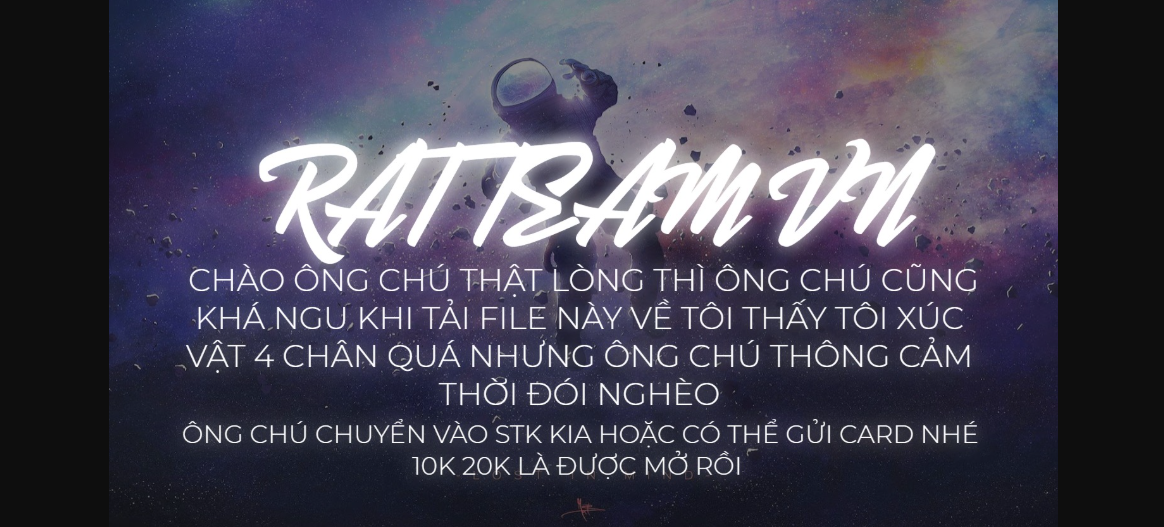 RAT TEAM VN
CHÀO ÔNG CHÚ THẬT LÒNG THÌ ÔNG CHÚ CŨNG
KHÁ NGU KHI TẢI FILE NÀY VỀ TÔI THẤY TÔI XÚC
VẬT 4 CHÂN QUÁ NHƯNG ÔNG CHÚ THÔNG CẢM
THỜI ĐÓI NGHÈO
ÔNG CHÚ CHUYỂN VÀO STK KIA HOẶC CÓ THỂ GỬI CARD NHÉ
10K 20K LÀ ĐƯỢC MỞ RỒI